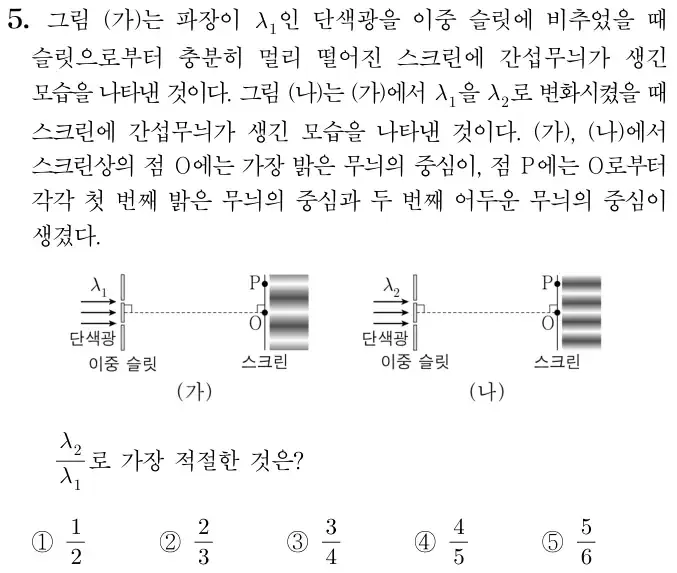 5. 그림 (가)는 파장이 λ₁인 단색광을 이중 슬릿에 비추었을 때
슬릿으로부터 충분히 멀리 떨어진 스크린에 간섭무늬가 생긴
모습을 나타낸 것이다. 그림 (나)는 (가)에서 λ₁을 λ₂로 변화시켰을 때
스크린에 간섭무늬가 생긴 모습을 나타낸 것이다. (가), (나)에서
스크린상의 점 O에는 가장 밝은 무늬의 중심이, 점 P에는 O로부터
각각 첫 번째 밝은 무늬의 중심과 두 번째 어두운 무늬의 중심이
생겼다.
λ₁
단색광
이중 슬릿
P
O
스크린
(가)
λ₂
단색광
이중 슬릿
P
O
스크린
(나)
λ₂/λ₁로 가장 적절한 것은?
① 1/2 ② 2/3 ③ 3/4 ④ 4/5 ⑤ 5/6